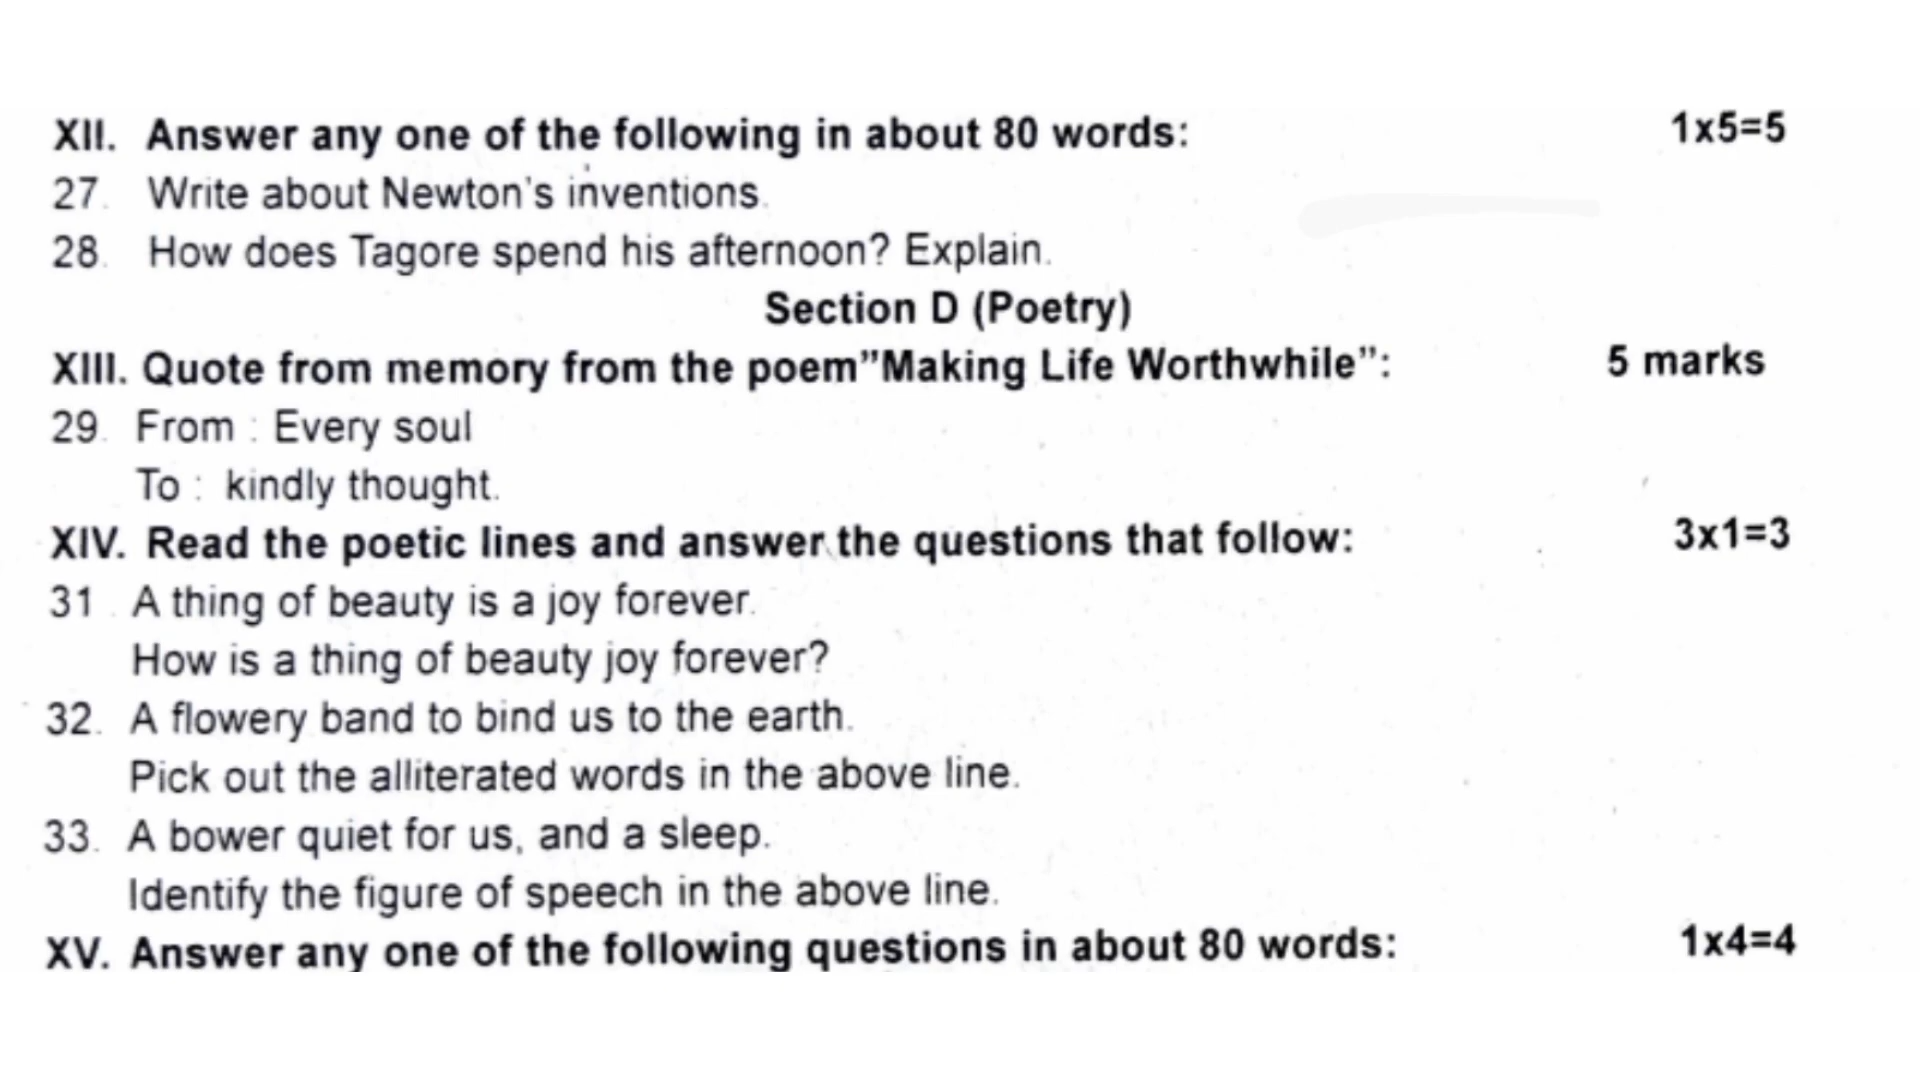 XII. Answer any one of the following in about 80 words: 1x5=5
27. Write about Newton's inventions.
28. How does Tagore spend his afternoon? Explain.
Section D (Poetry)
XIII. Quote from memory from the poem”Making Life Worthwhile”: 5 marks
29. From : Every soul
To : kindly thought.
XIV. Read the poetic lines and answer the questions that follow: 3x1=3
31. A thing of beauty is a joy forever.
How is a thing of beauty joy forever?
32. A flowery band to bind us to the earth.
Pick out the alliterated words in the above line.
33. A bower quiet for us, and a sleep.
Identify the figure of speech in the above line.
XV. Answer any one of the following questions in about 80 words: 1x4=4